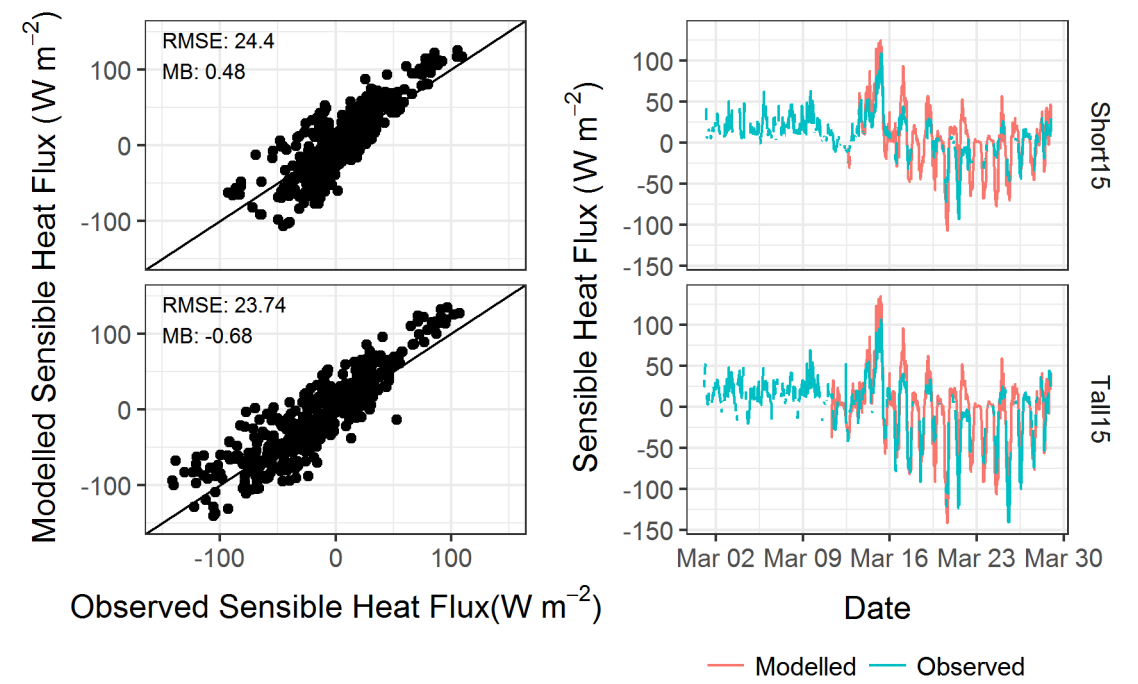 Modelled Sensible Heat Flux (W m⁻²)
RMSE: 24.4
MB: 0.48
100
0
-100
RMSE: 23.74
MB: -0.68
100
0
-100
-100 0 100
Observed Sensible Heat Flux(W m⁻²)
Sensible Heat Flux (W m⁻²)
100
50
0
-50
-100
-150
Short15
100
50
0
-50
-100
-150
Tall15
Mar 02 Mar 09 Mar 16 Mar 23 Mar 30
Date
Modelled Observed